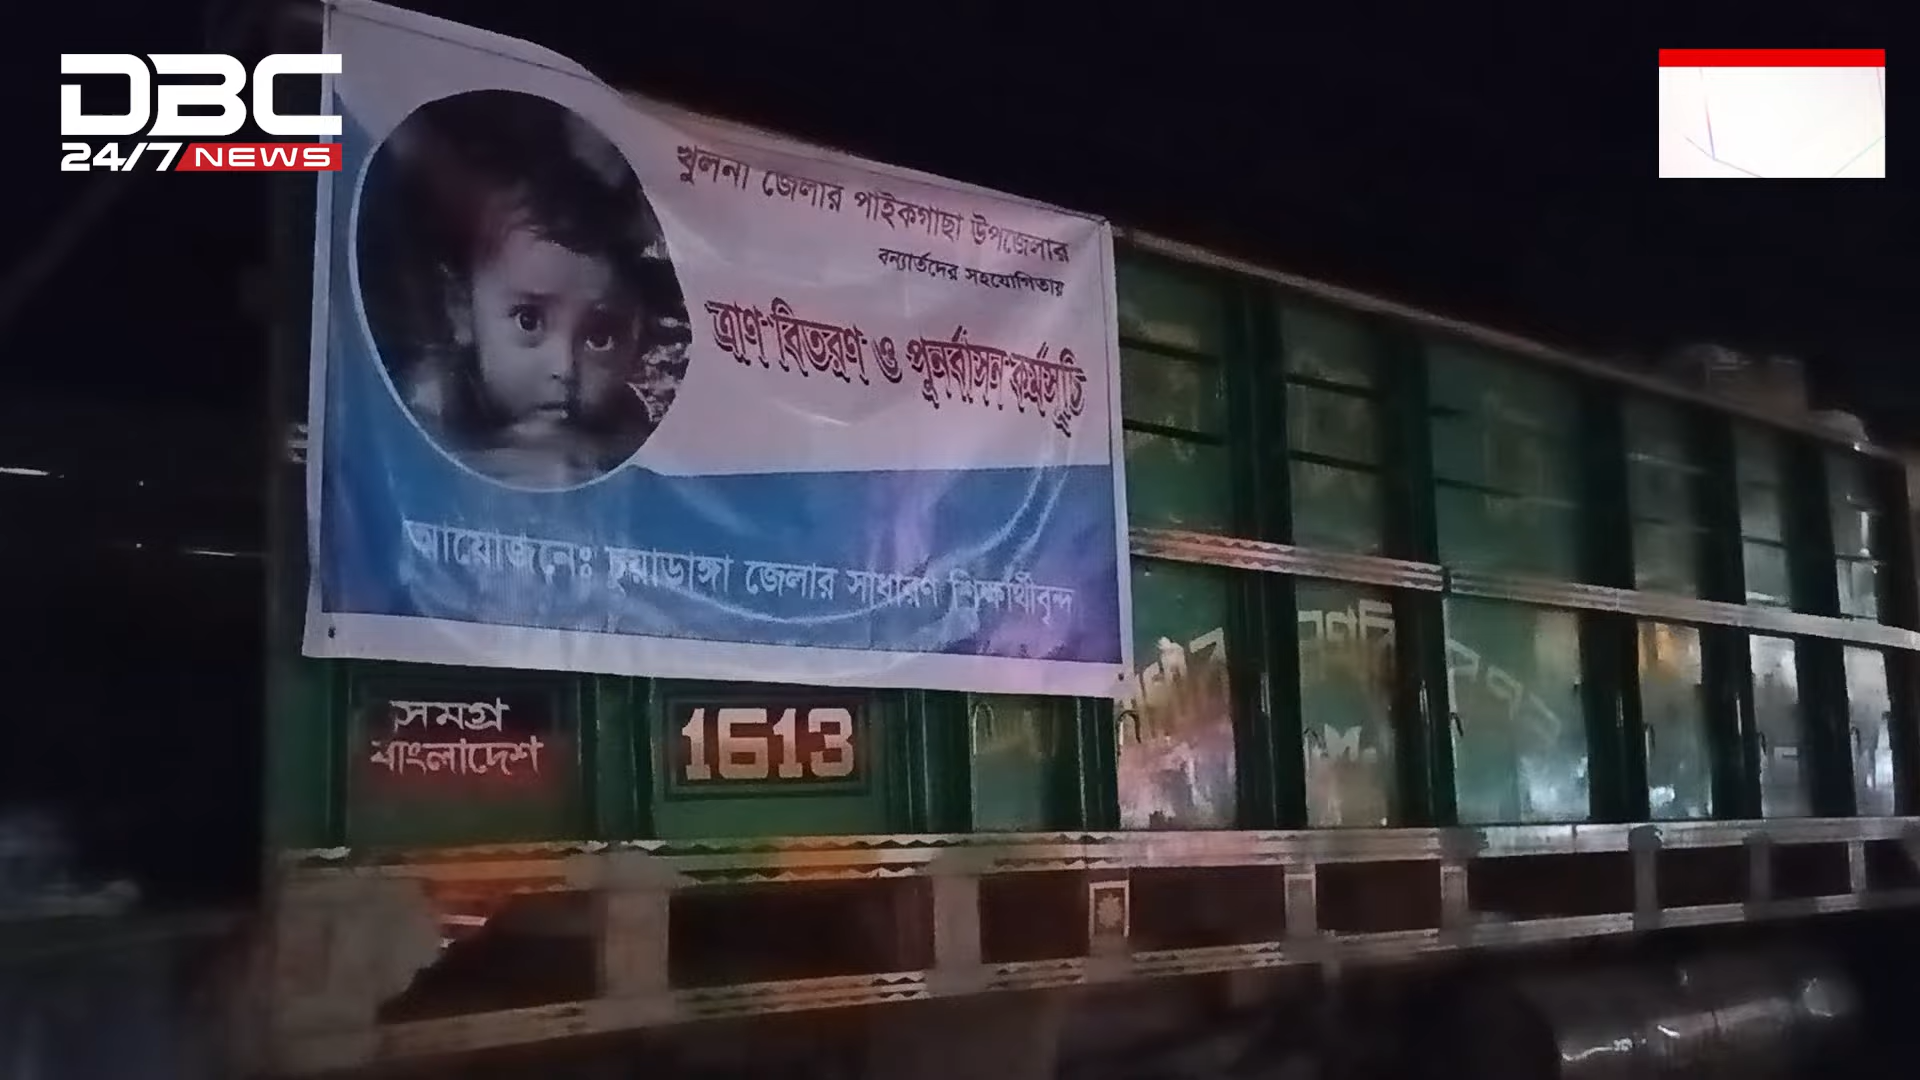 DBC
24/7 NEWS
খুলনা জেলার পাইকগাছা উপজেলার
বন্যার্তদের সহযোগিতায়
ত্রাণ বিতরণ ও পুনর্বাসন কর্মসূচি
আয়োজনেঃ চুয়াডাঙ্গা জেলার সাধারণ শিক্ষার্থীবৃন্দ
সমগ্র
বাংলাদেশ
1613